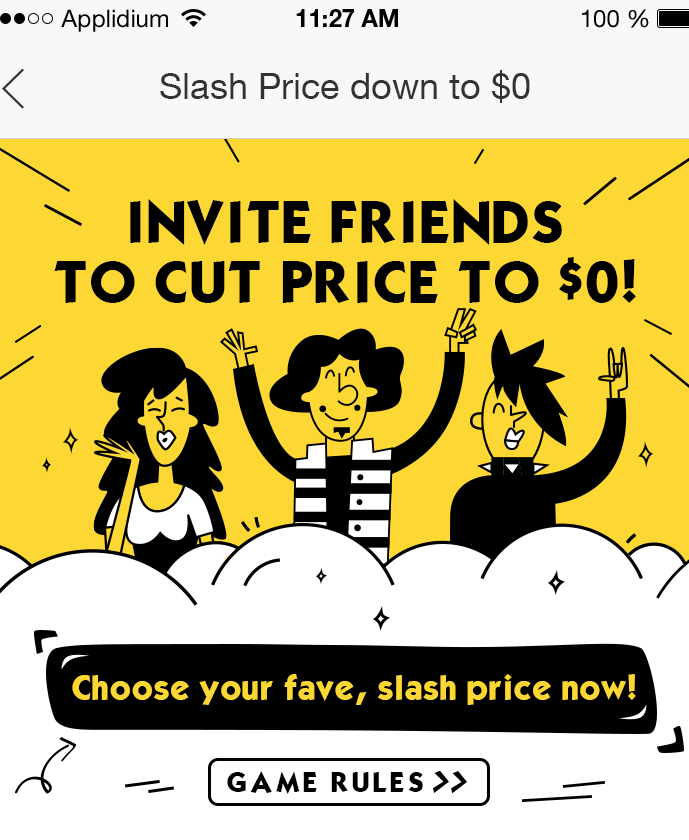 Applidium 11:27 AM 100 %
Slash Price down to $0
INVITE FRIENDS
TO CUT PRICE TO $0!
Choose your fave, slash price now!
GAME RULES >>